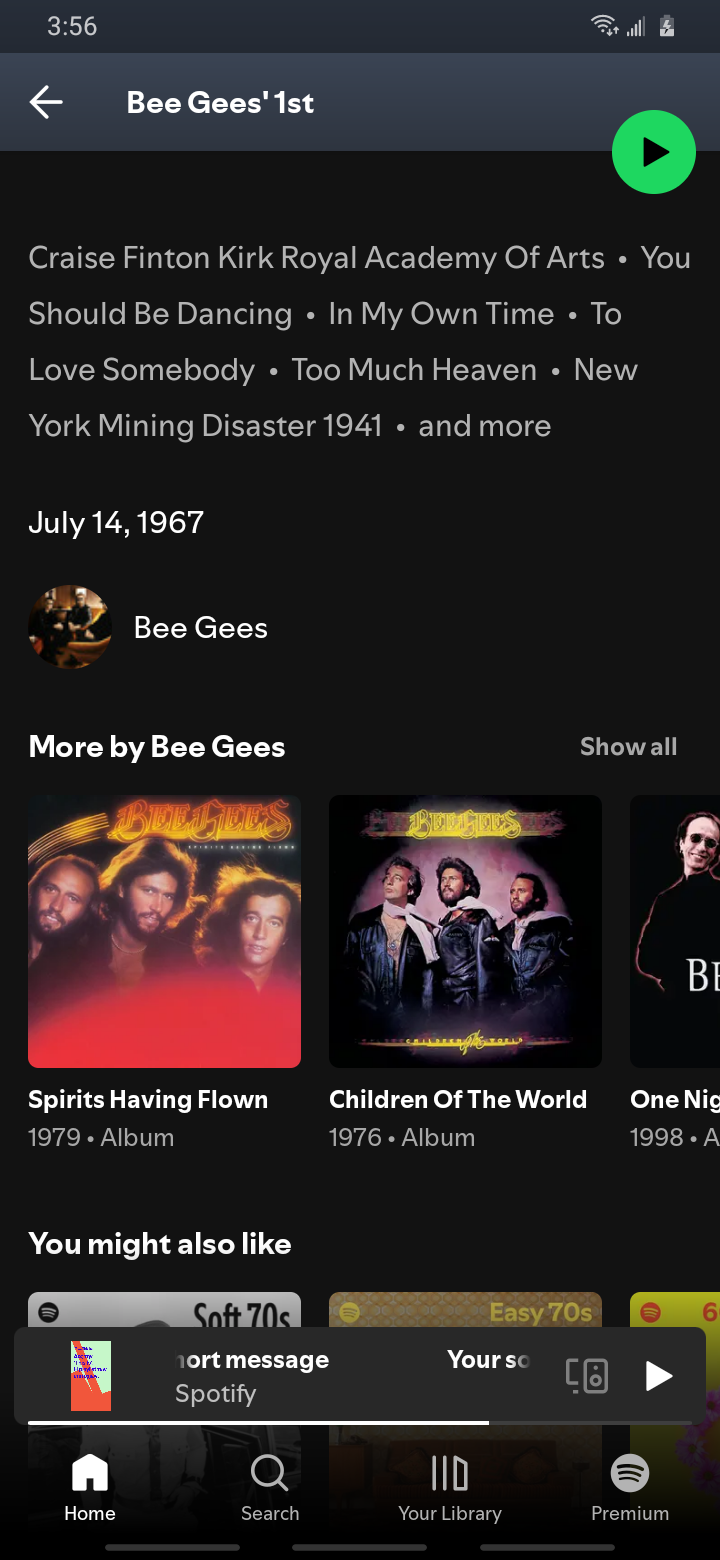 3:56
Bee Gees' 1st
Craise Finton Kirk Royal Academy Of Arts • You
Should Be Dancing • In My Own Time • To
Love Somebody • Too Much Heaven • New
York Mining Disaster 1941 • and more
July 14, 1967
Bee Gees
More by Bee Gees
Show all
BEE GEES
SPIRITS HAVING FLOWN
BEE GEES
CHILDREN OF THE WORLD
BE
Spirits Having Flown
1979 • Album
Children Of The World
1976 • Album
One Nig
1998 • A
You might also like
Soft 70s
Easy 70s
6
hort message
Your so
Spotify
Home
Search
Your Library
Premium